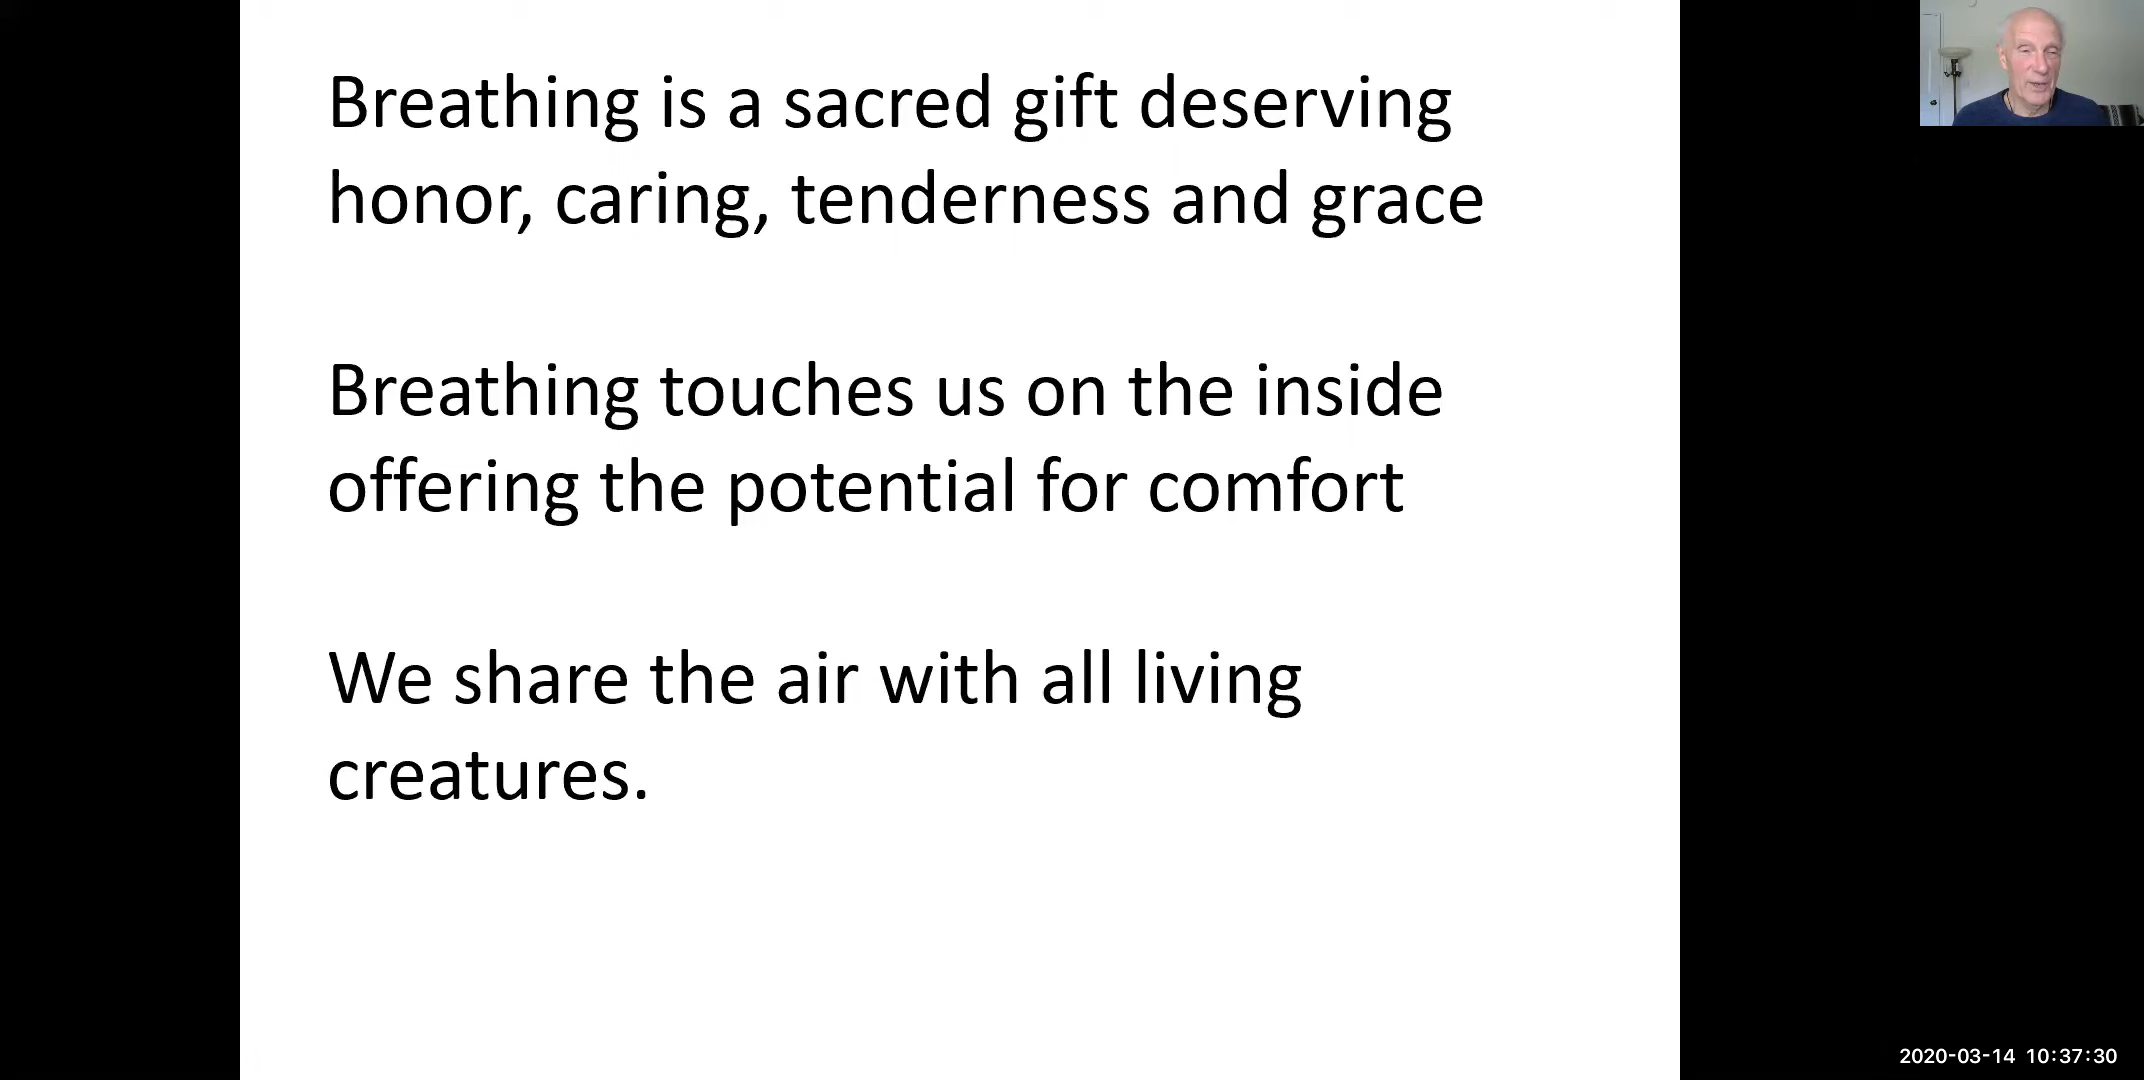 Breathing is a sacred gift deserving
honor, caring, tenderness and grace
Breathing touches us on the inside
offering the potential for comfort
We share the air with all living
creatures.
2020-03-14 10:37:30